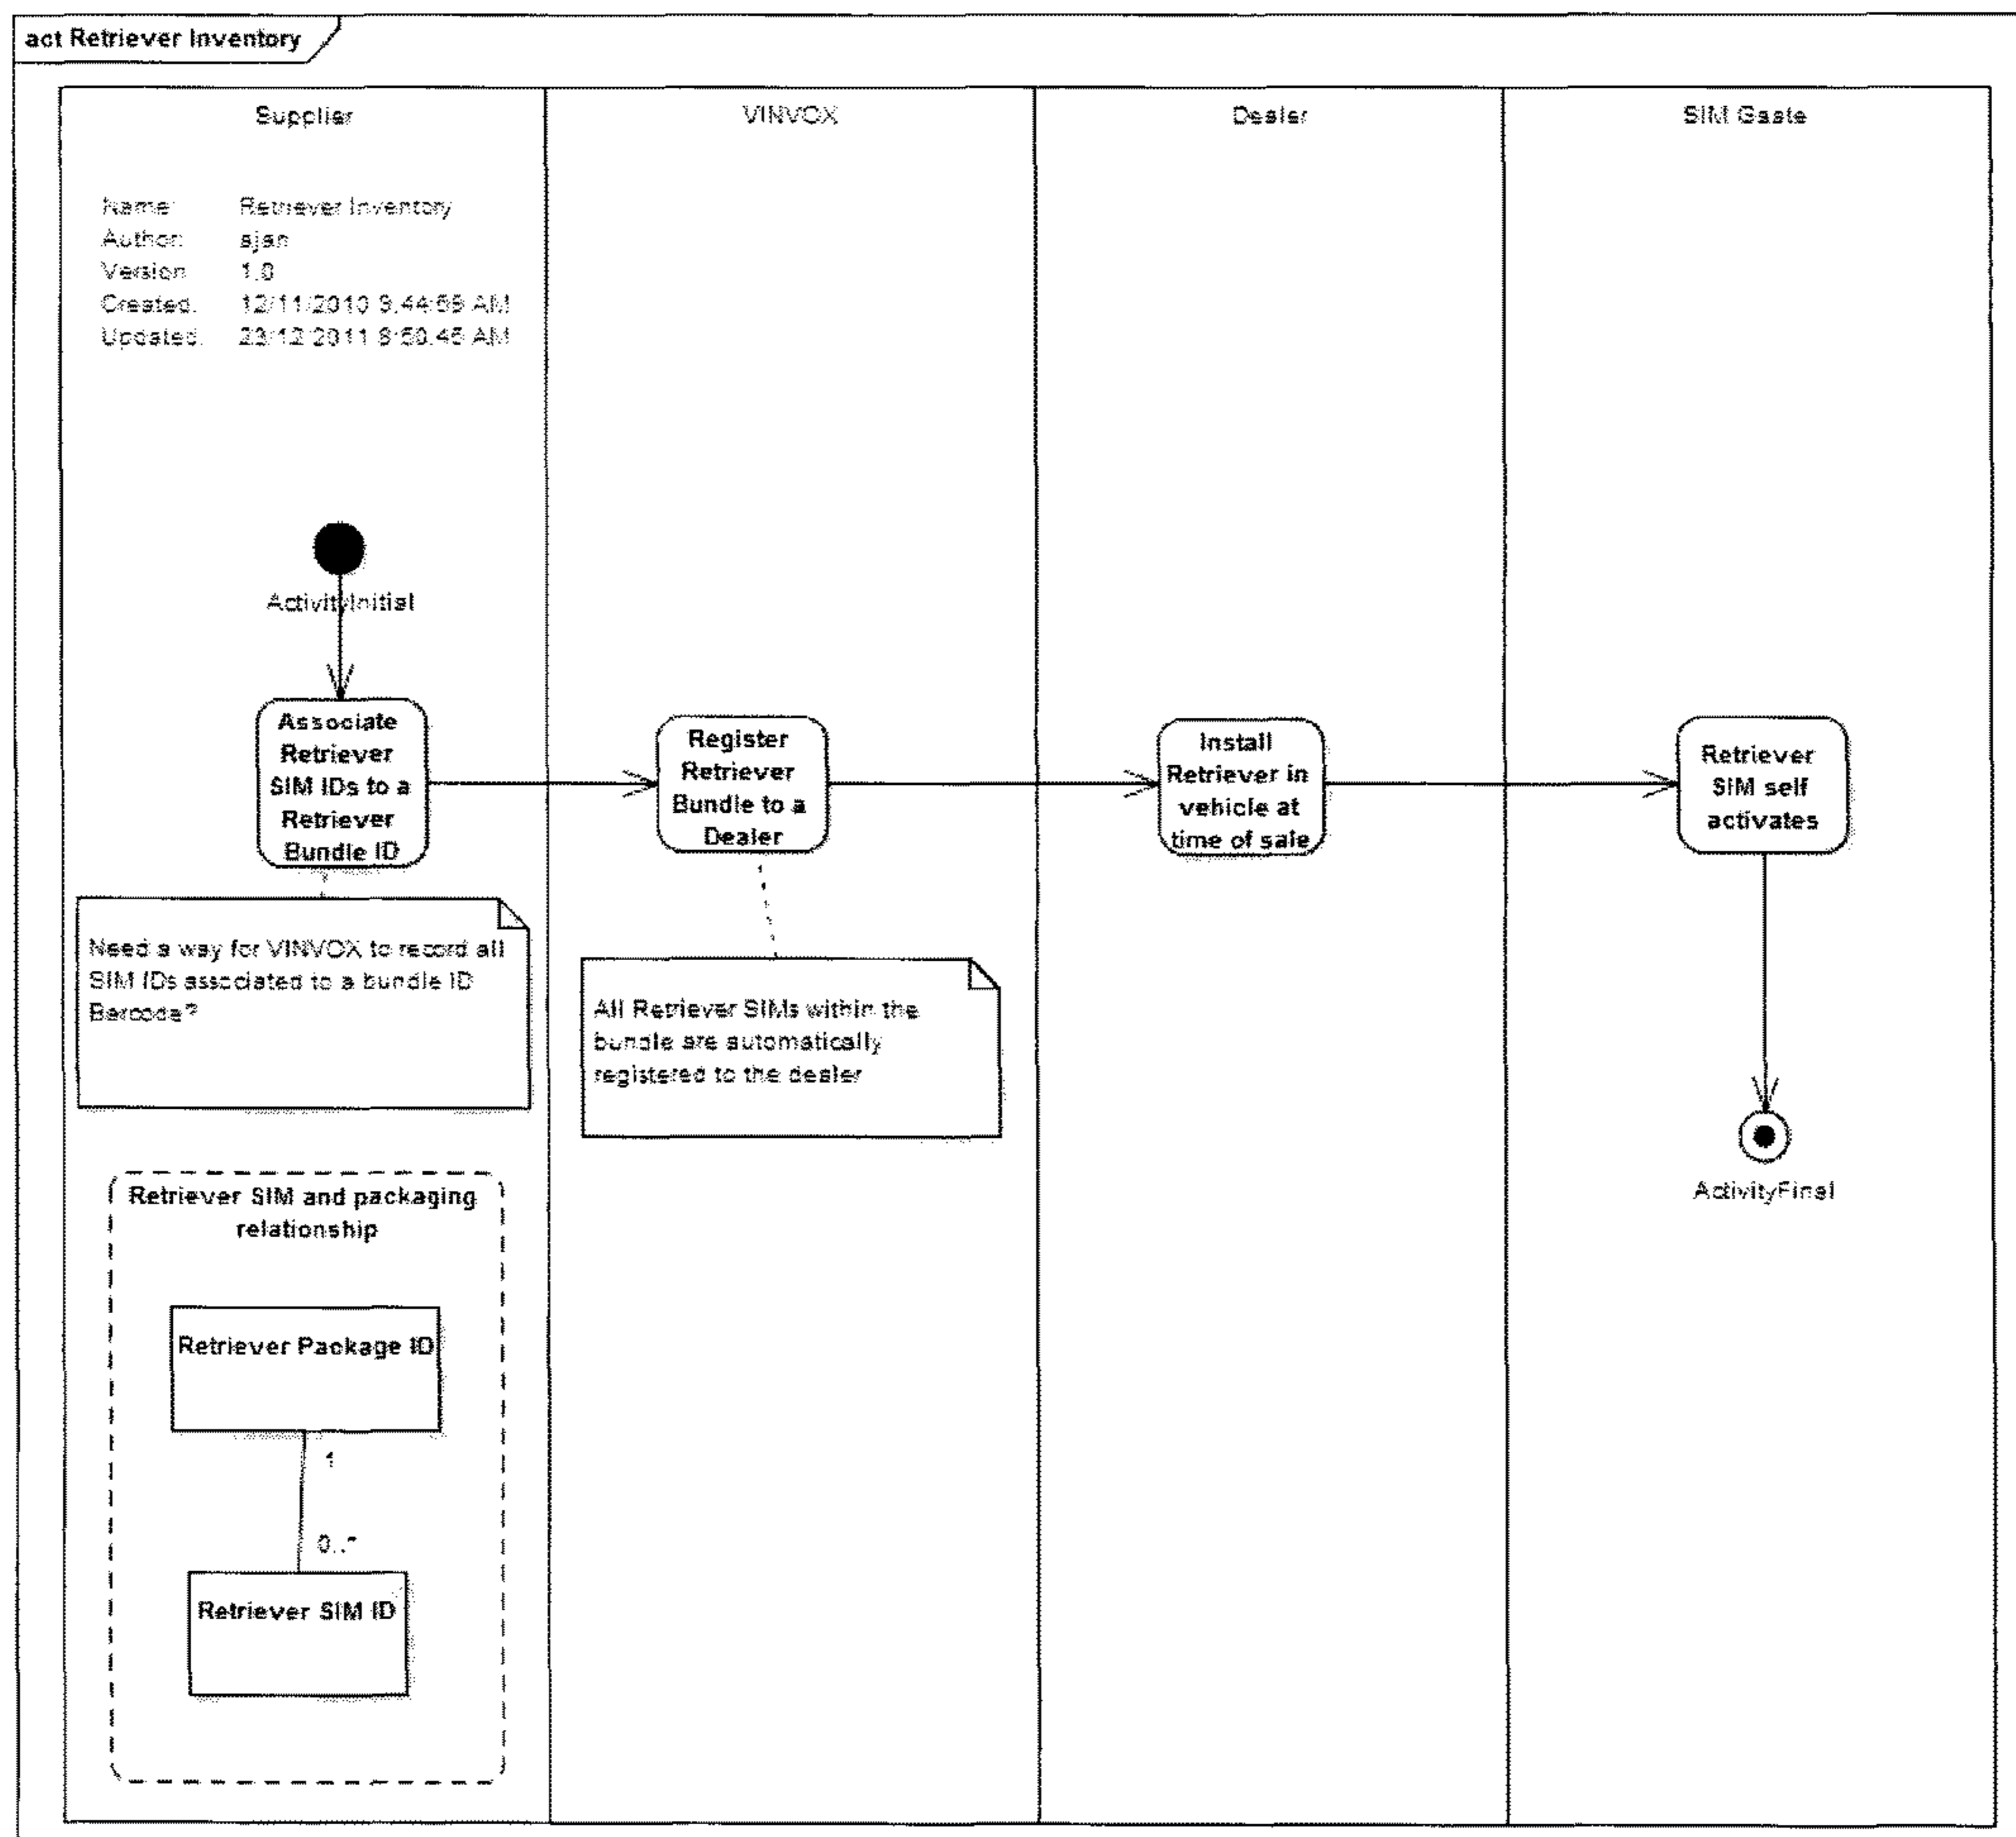 act Retriever Inventory
Supplier
VINVOX
Dealer
SIM Gaste
Name: Retriever Inventory
Author: ajan
Version 1.0
Created. 12/11/2010 9:44:59 AM
Updated. 23/12/2011 8:50:45 AM
ActivityInitial
Associate
Retriever
SIM IDs to a
Retriever
Bundle ID
Register
Retriever
Bundle to a
Dealer
Install
Retriever in
vehicle at
time of sale
Retriever
SIM self
activates
Need a way for VINVOX to record all
SIM IDs associated to a bundle ID
Barcode?
All Retriever SIMs within the
bundle are automatically
registered to the dealer
ActivityFinal
Retriever SIM and packaging
relationship
Retriever Package ID
1
0..*
Retriever SIM ID